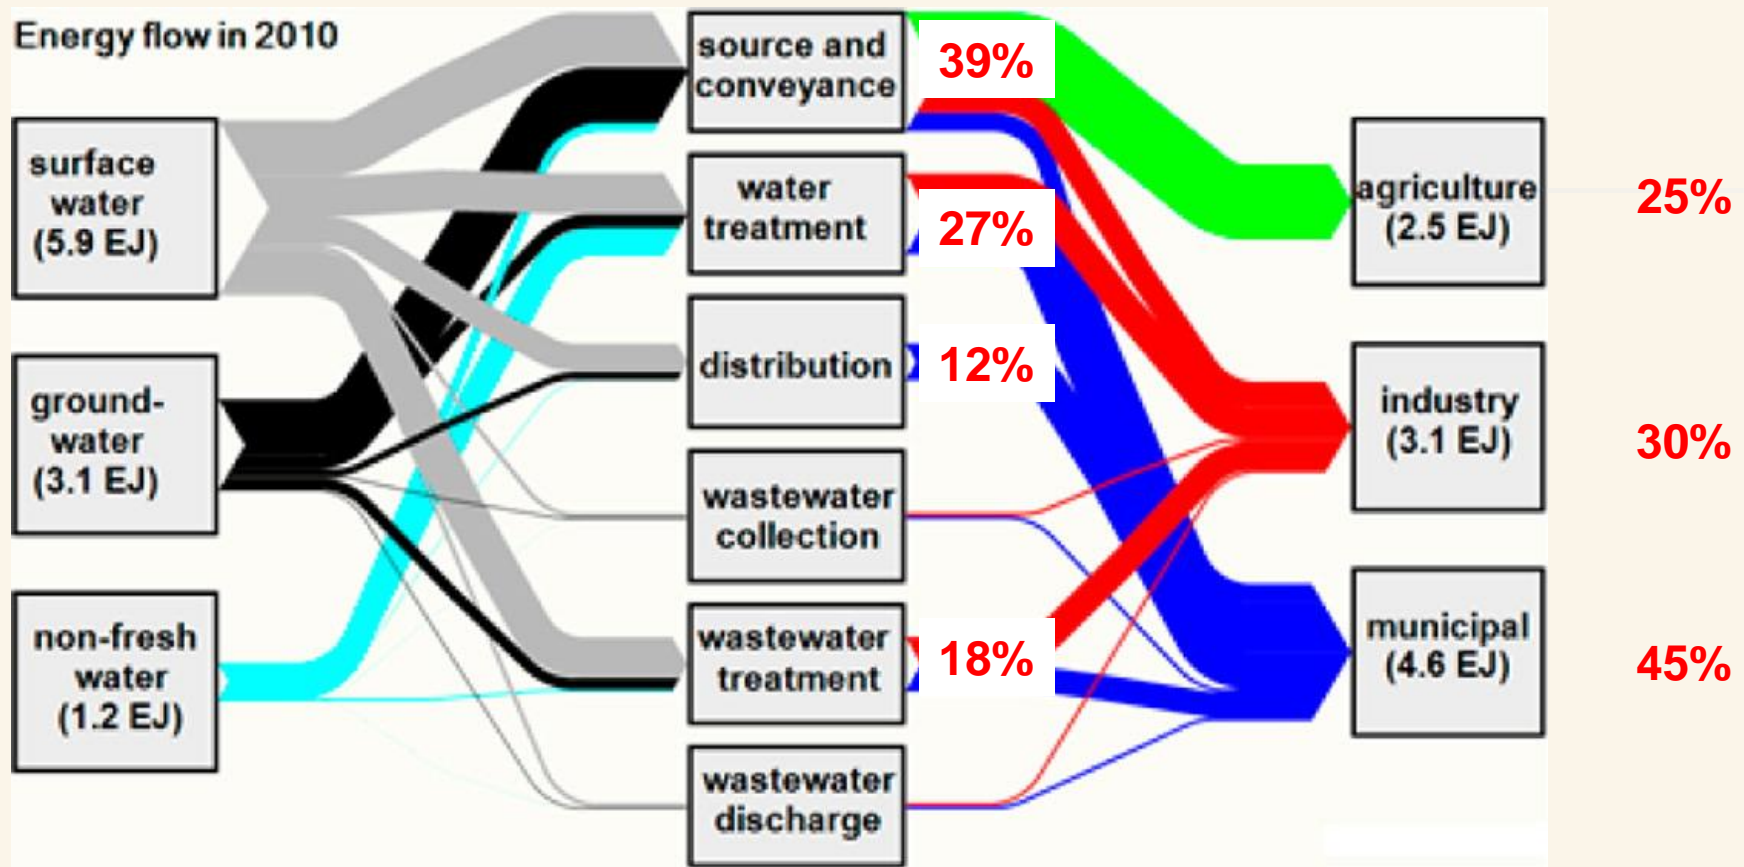 Energy flow in 2010
surface
water
(5.9 EJ)
ground-
water
(3.1 EJ)
non-fresh
water
(1.2 EJ)
source and
conveyance
39%
water
treatment
27%
distribution
12%
wastewater
collection
wastewater
treatment
18%
wastewater
discharge
agriculture
(2.5 EJ)
25%
industry
(3.1 EJ)
30%
municipal
(4.6 EJ)
45%